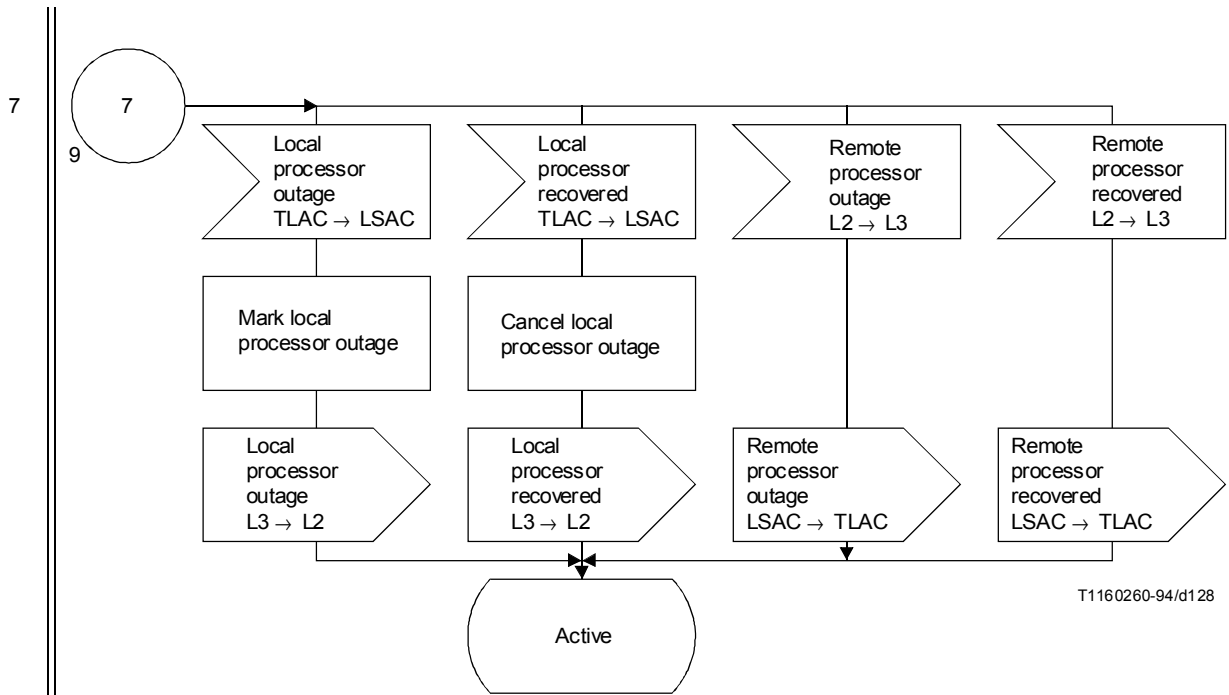 7
7
9
Local
processor
outage
TLAC → LSAC
Local
processor
recovered
TLAC → LSAC
Remote
processor
outage
L2 → L3
Remote
processor
recovered
L2 → L3
Mark local
processor outage
Cancel local
processor outage
Local
processor
outage
L3 → L2
Local
processor
recovered
L3 → L2
Remote
processor
outage
LSAC → TLAC
Remote
processor
recovered
LSAC → TLAC
T1160260-94/d128
Active